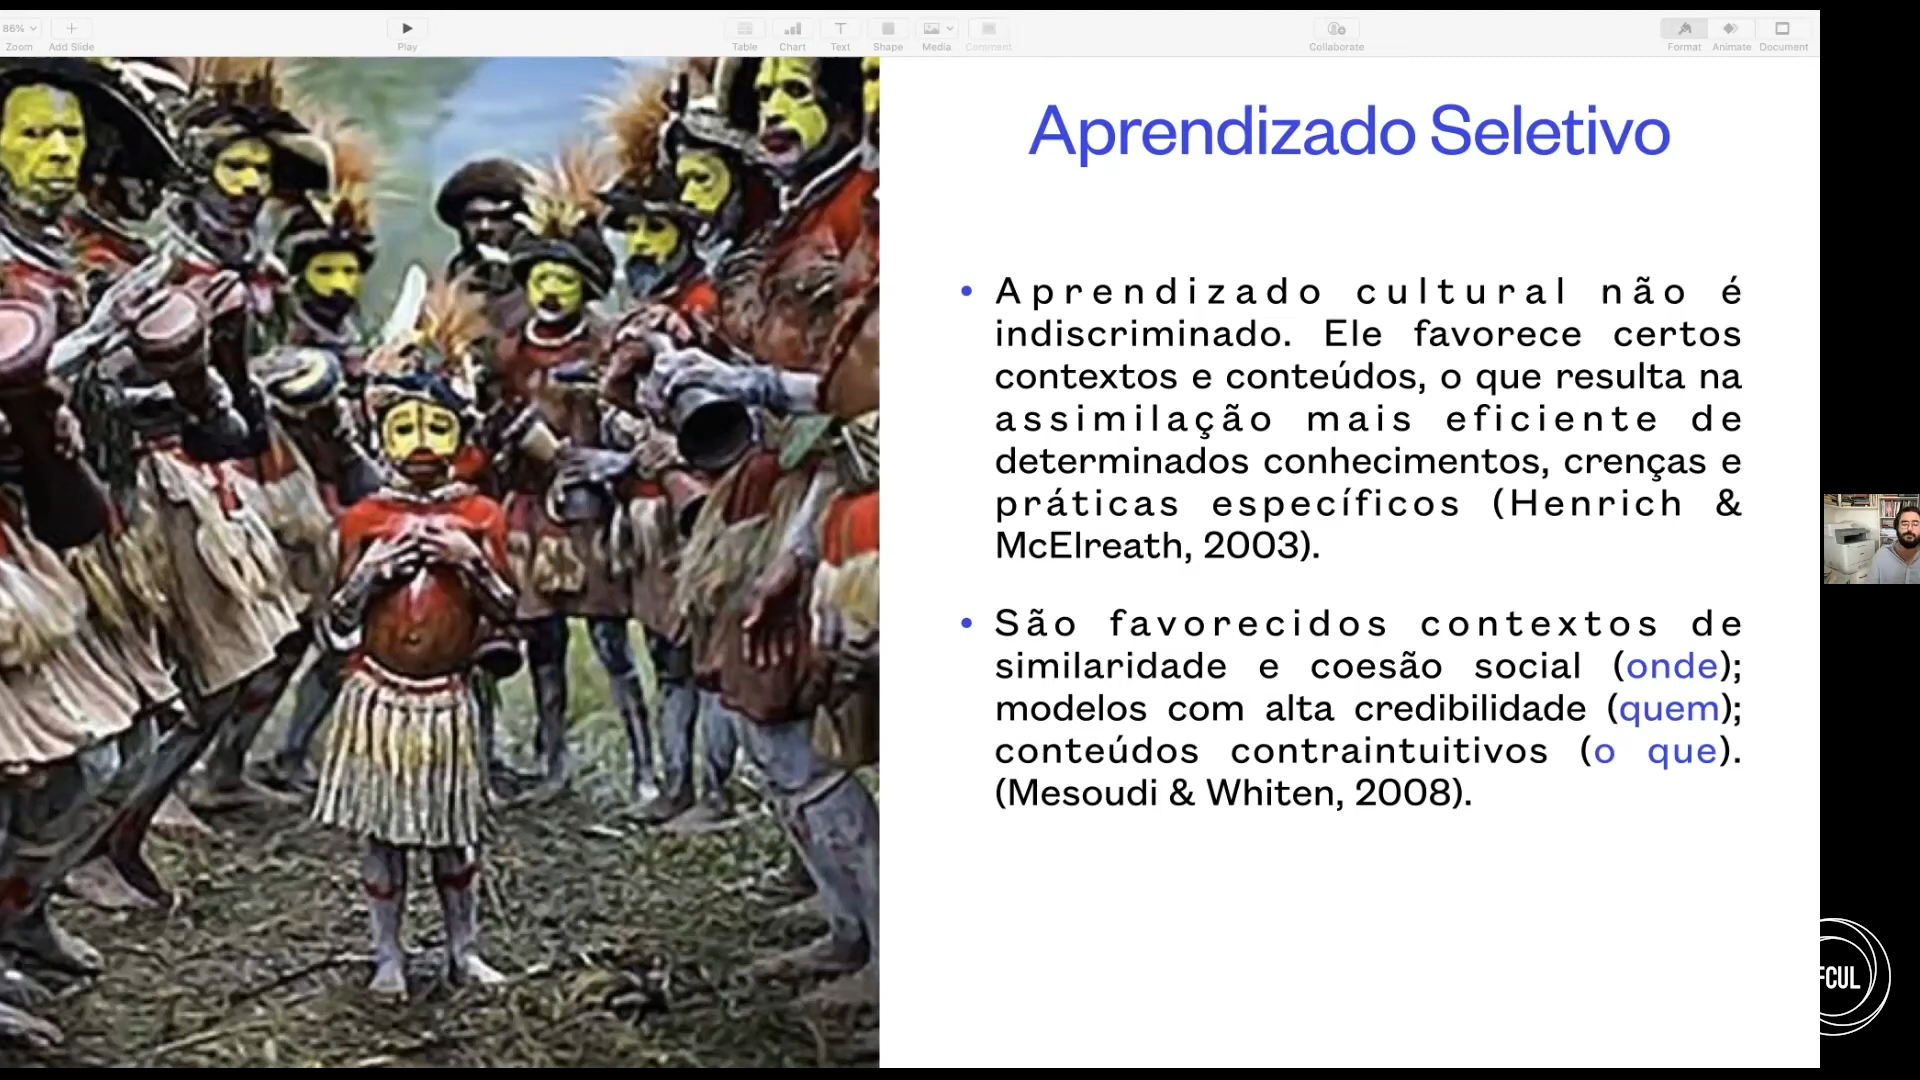 86%
Zoom
Add Slide
Play
Table
Chart
Text
Shape
Media
Comment
Collaborate
Format
Animate
Document
Aprendizado Seletivo
• Aprendizado cultural não é
indiscriminado. Ele favorece certos
contextos e conteúdos, o que resulta na
assimilação mais eficiente de
determinados conhecimentos, crenças e
práticas específicos (Henrich &
McElreath, 2003).
• São favorecidos contextos de
similaridade e coesão social (onde);
modelos com alta credibilidade (quem);
conteúdos contraintuitivos (o que).
(Mesoudi & Whiten, 2008).
FCUL